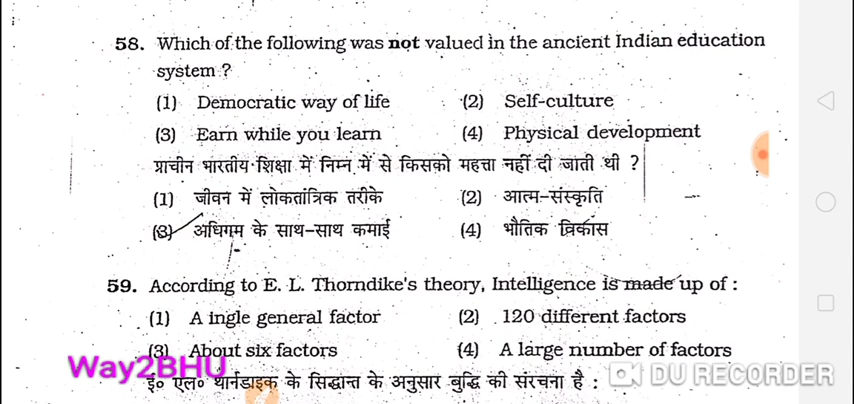 58. Which of the following was not valued in the ancient Indian education
system ?
(1) Democratic way of life (2) Self-culture
(3) Earn while you learn (4) Physical development
प्राचीन भारतीय शिक्षा में निम्न में से किसको महत्ता नहीं दी जाती थी ?
(1) जीवन में लोकतांत्रिक तरीके (2) आत्म-संस्कृति
(3) अधिगम के साथ-साथ कमाई (4) भौतिक विकास
59. According to E. L. Thorndike's theory, Intelligence is made up of :
(1) A ingle general factor (2) 120 different factors
(3) About six factors (4) A large number of factors
Way2BHU
DU RECORDER
ई० एल० थार्नडाइक के सिद्धान्त के अनुसार बुद्धि की संरचना है :